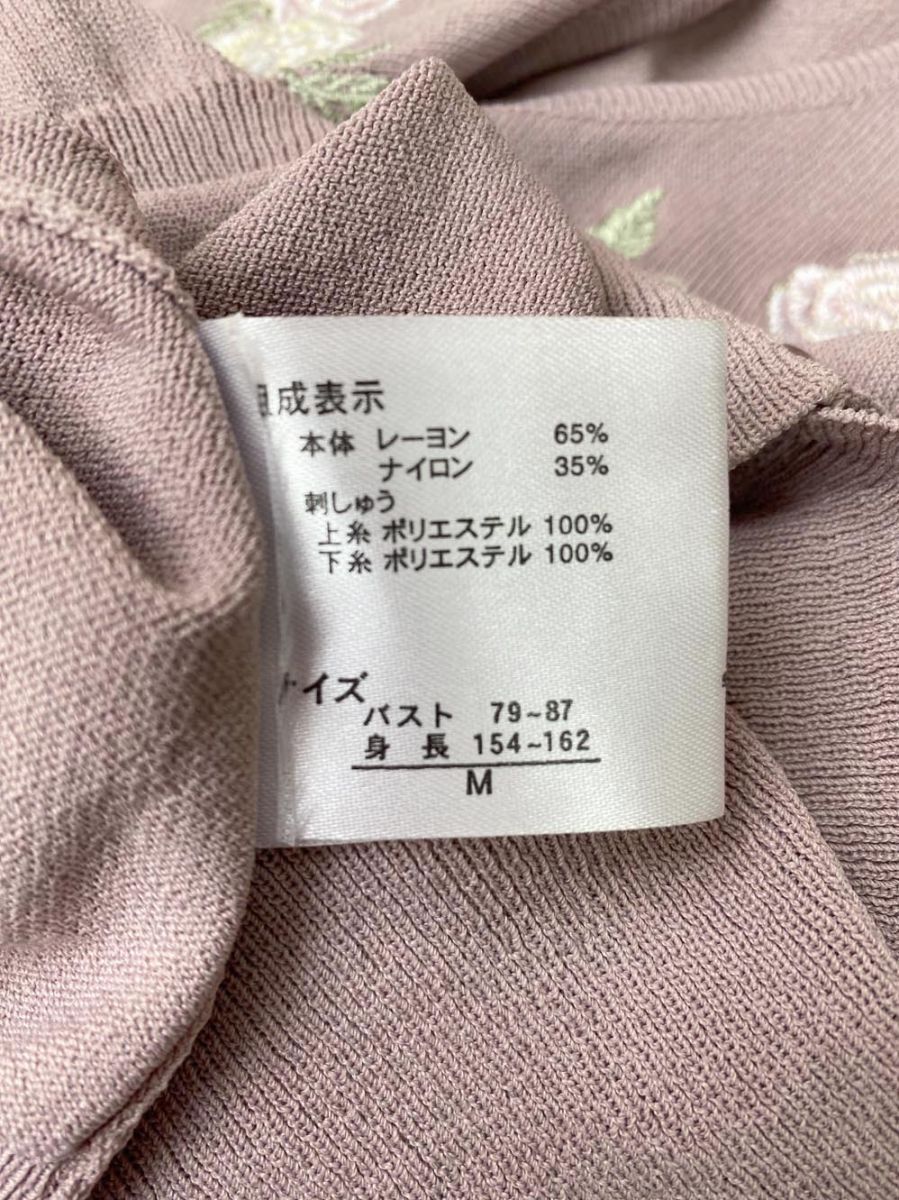 組成表示
本体 レーヨン 65%
ナイロン 35%
刺しゅう
上糸 ポリエステル 100%
下糸 ポリエステル 100%
サイズ
バスト 79~87
身長 154~162
M